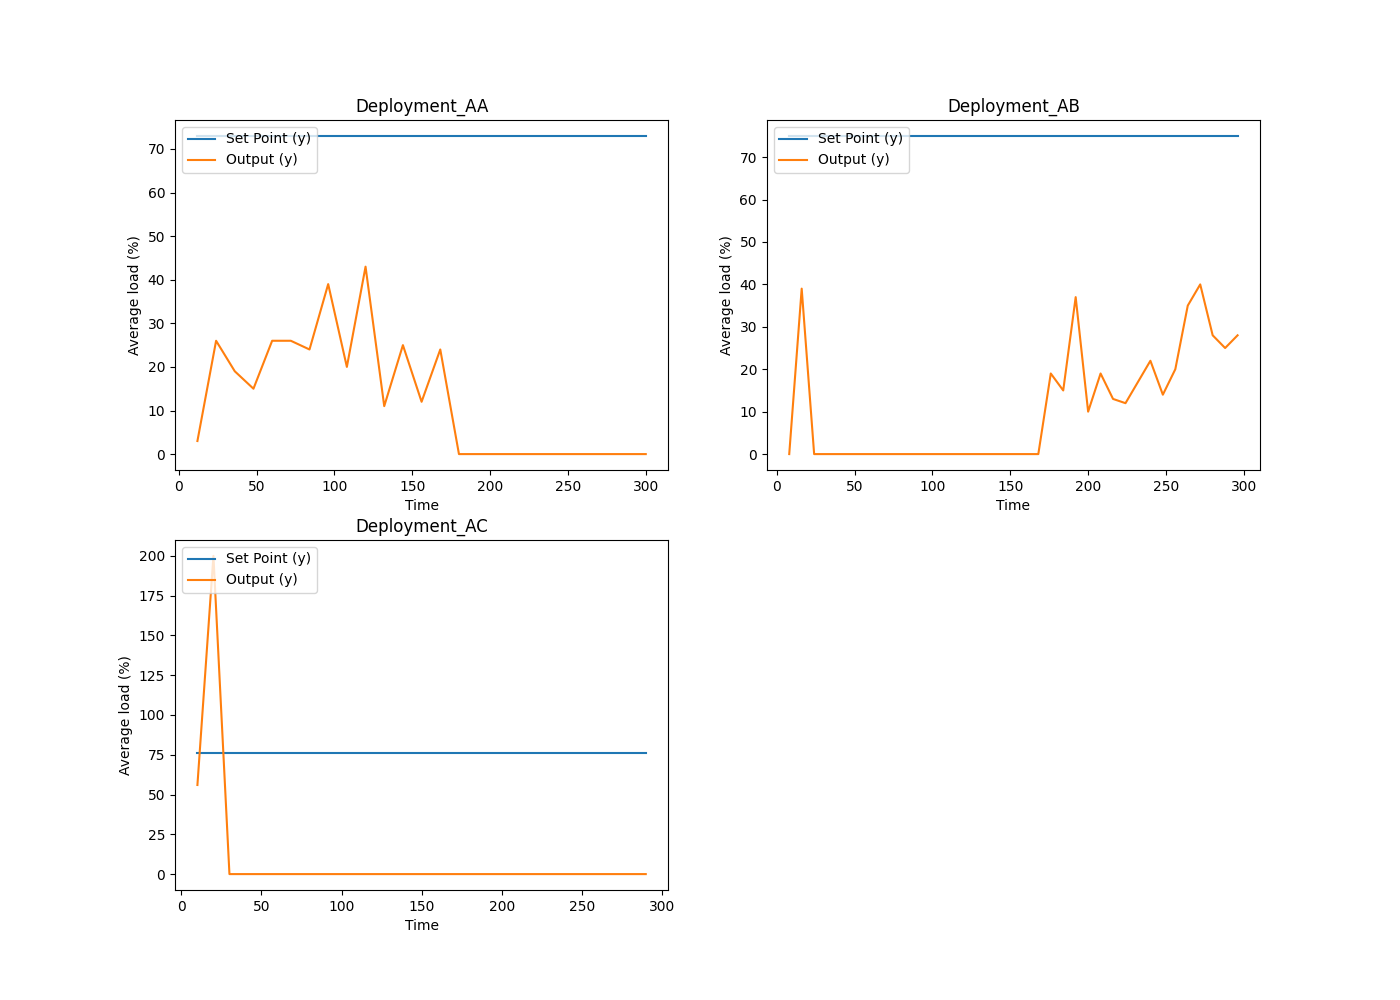 Deployment_AA
Set Point (y)
Output (y)
70
60
50
40
30
20
10
0
Average load (%)
0 50 100 150 200 250 300
Time
Deployment_AB
Set Point (y)
Output (y)
70
60
50
40
30
20
10
0
Average load (%)
0 50 100 150 200 250 300
Time
Deployment_AC
Set Point (y)
Output (y)
200
175
150
125
100
75
50
25
0
Average load (%)
0 50 100 150 200 250 300
Time